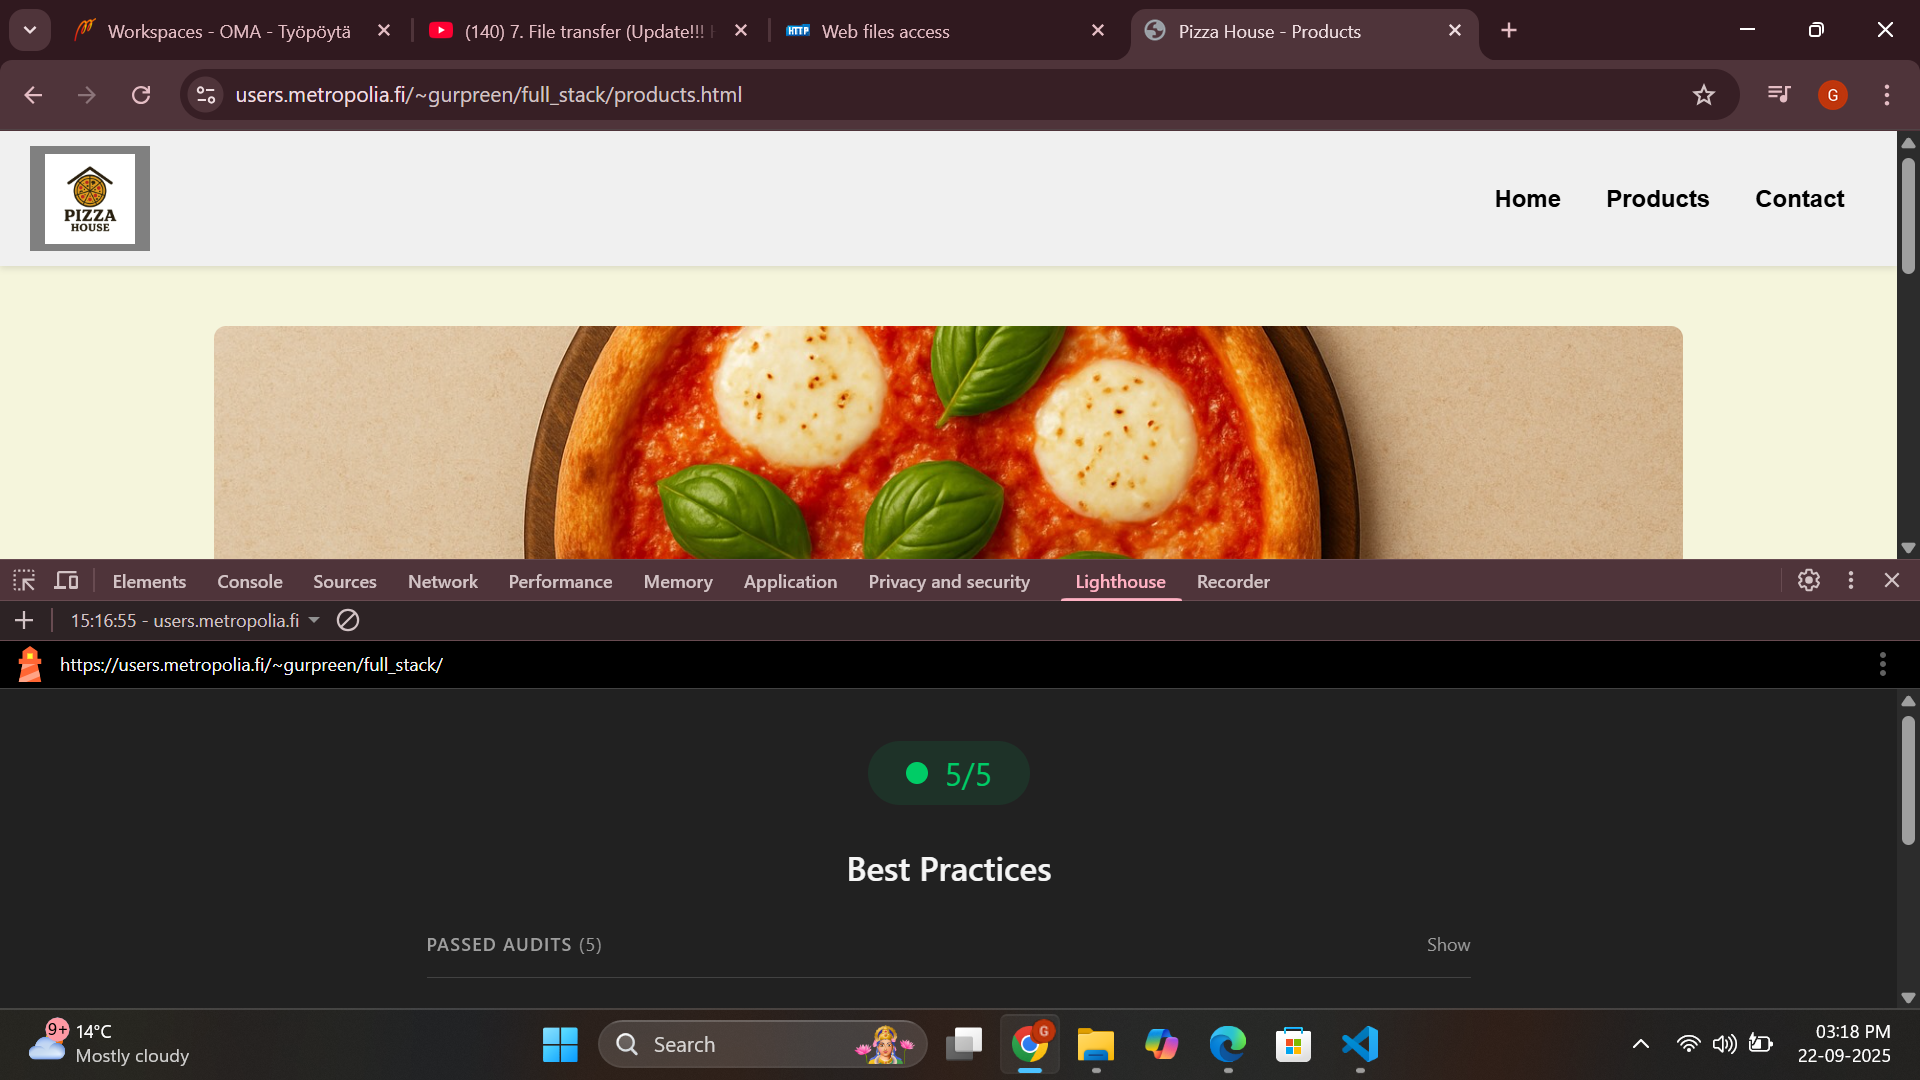 Workspaces - OMA - Työpöytä
(140) 7. File transfer (Update!!!
Web files access
Pizza House - Products
users.metropolia.fi/~gurpreen/full_stack/products.html
G
PIZZA
HOUSE
Home Products Contact
Elements Console Sources Network Performance Memory Application Privacy and security Lighthouse Recorder
15:16:55 - users.metropolia.fi
https://users.metropolia.fi/~gurpreen/full_stack/
5/5
Best Practices
PASSED AUDITS (5) Show
9+
14°C
Mostly cloudy
Search
G
03:18 PM
22-09-2025
HTTP